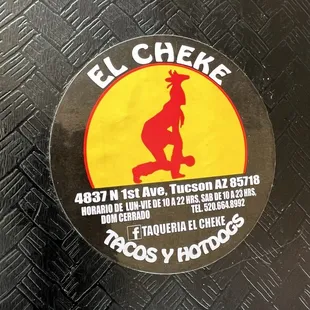 EL CHEKE
4837 N 1st Ave, Tucson AZ 85718
HORARIO DE LUN-VIE DE 10 A 22 HRS, SAB DE 10 A 23 HRS,
DOM CERRADO TEL. 520.664.8992
f TAQUERIA EL CHEKE
TACOS Y HOTDOGS